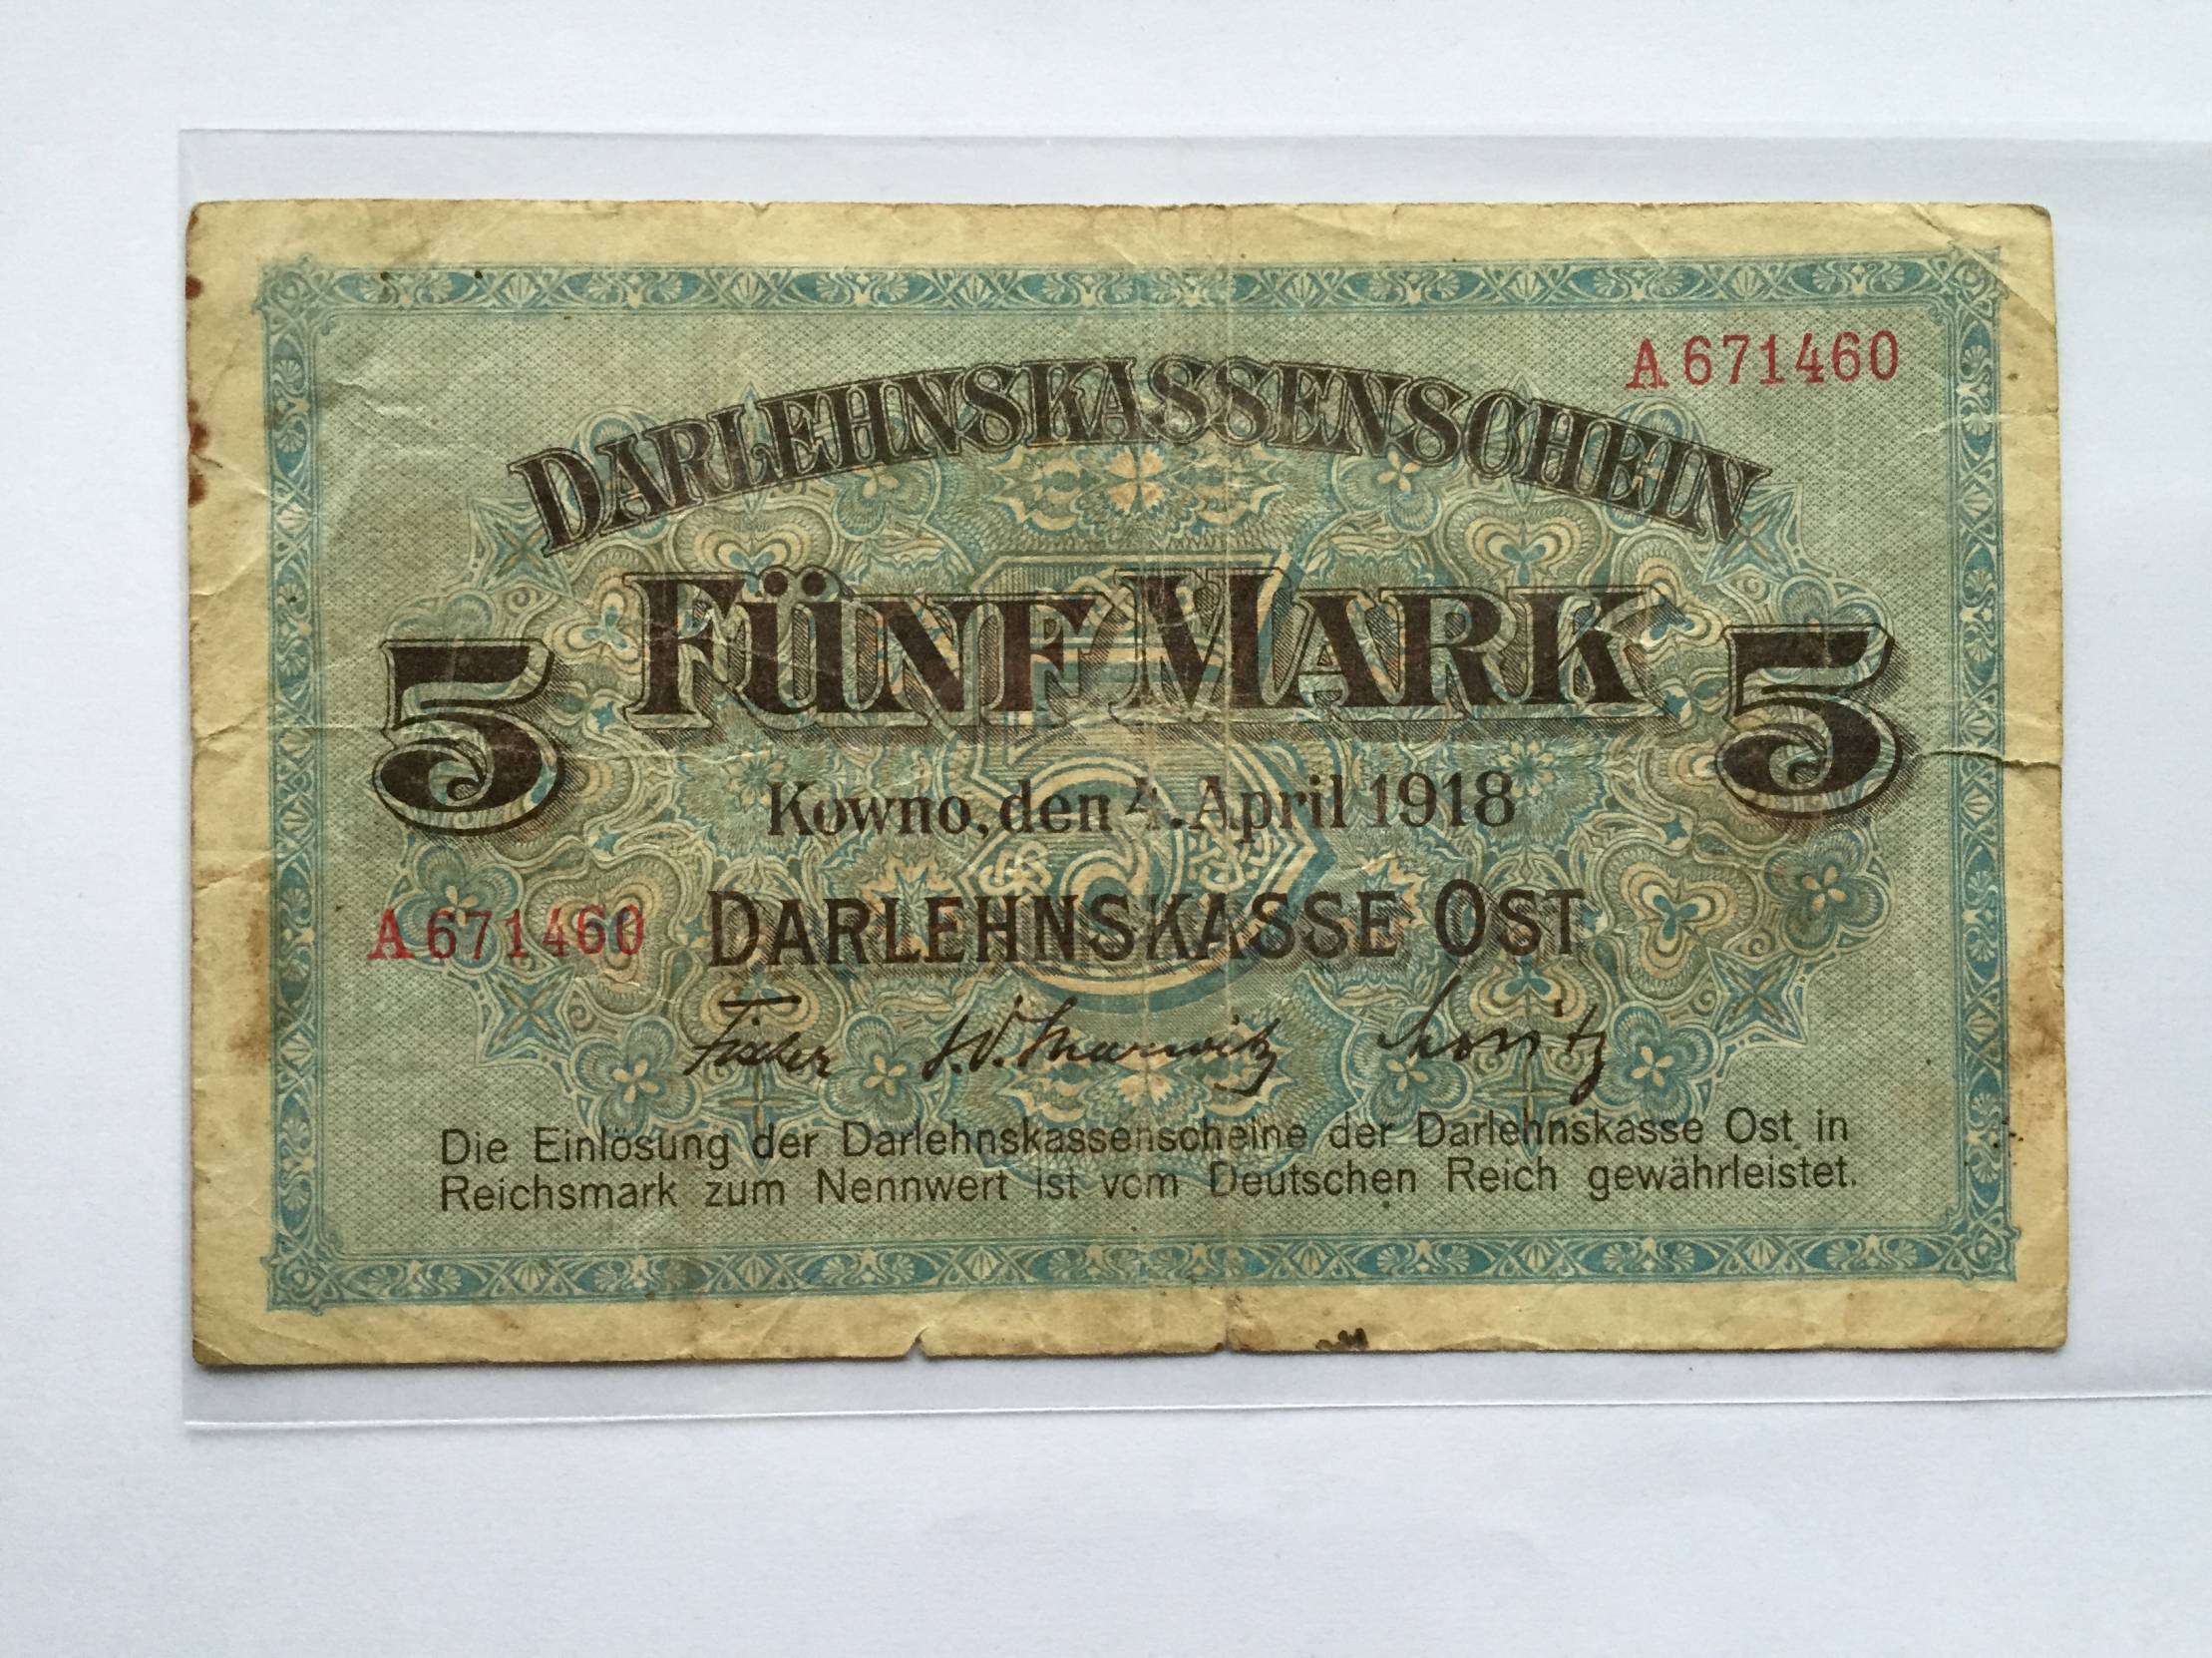 A 671460
DARLEHNSKASSENSCHEIN
5 FÜNF MARK 5
Kowno, den 4. April 1918
A 671460 DARLEHNSKASSE OST
Fischer
Die Einlösung der Darlehnskassenscheine der Darlehnskasse Ost in
Reichsmark zum Nennwert ist vom Deutschen Reich gewährleistet.